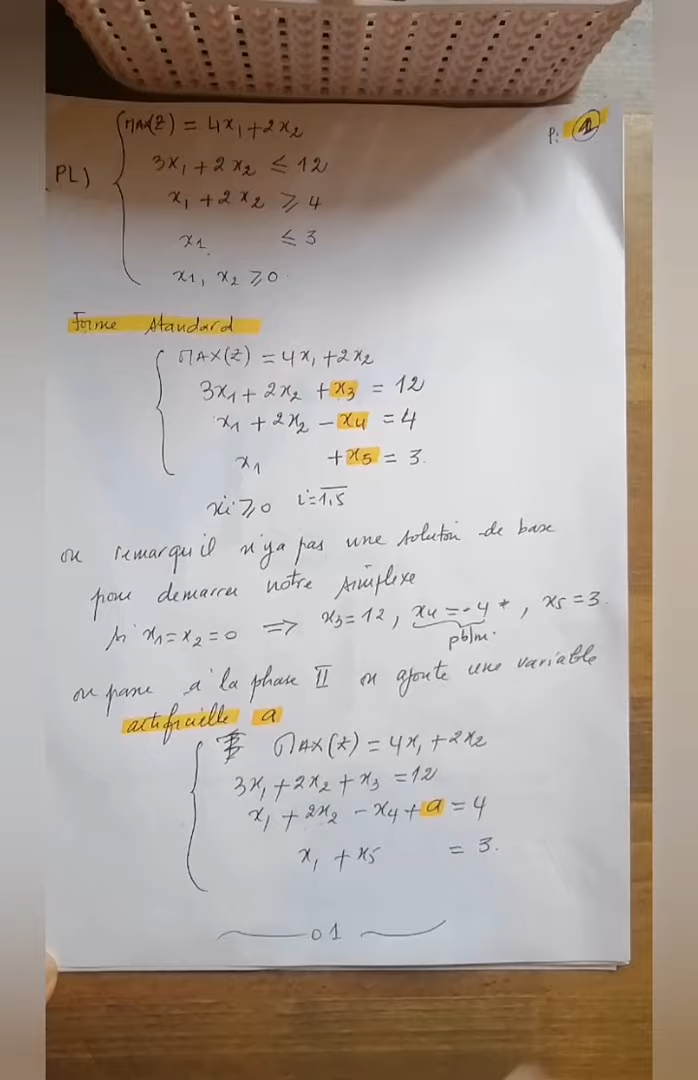 P: 1
PL) MAX(Z) = 4x₁ + 2x₂
3x₁ + 2x₂ ≤ 12
x₁ + 2x₂ ⩾ 4
x₁ ≤ 3
x₁, x₂ ⩾ 0.
Forme standard
MAX(Z) = 4x₁ + 2x₂
3x₁ + 2x₂ + x₃ = 12
x₁ + 2x₂ - x₄ = 4
x₁ + x₅ = 3.
xi ⩾ 0 i = 1,5
on remarqu il n'ya pas une solution de base
pour demarrer notre simplexe
si x₁ = x₂ = 0 ⟹ x₃ = 12, x₄ = -4 *, x₅ = 3.
pblm.
on passe à la phase II on ajoute une variable
artificielle a
MAX(Z) = 4x₁ + 2x₂
3x₁ + 2x₂ + x₃ = 12
x₁ + 2x₂ - x₄ + a = 4
x₁ + x₅ = 3.
01